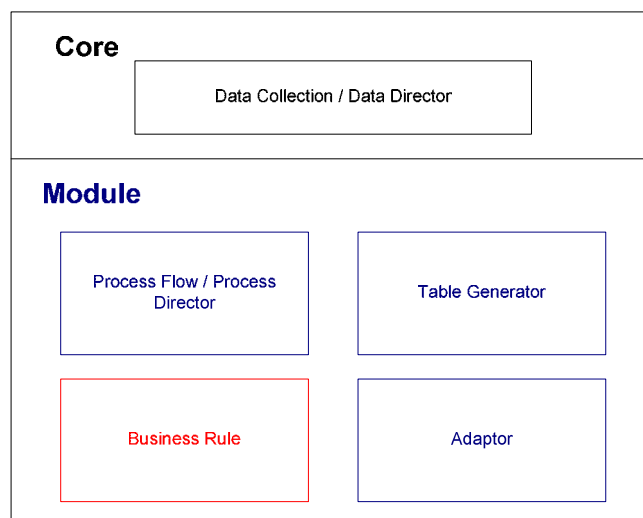 Core
Data Collection / Data Director
Module
Process Flow / Process
Director
Table Generator
Business Rule
Adaptor